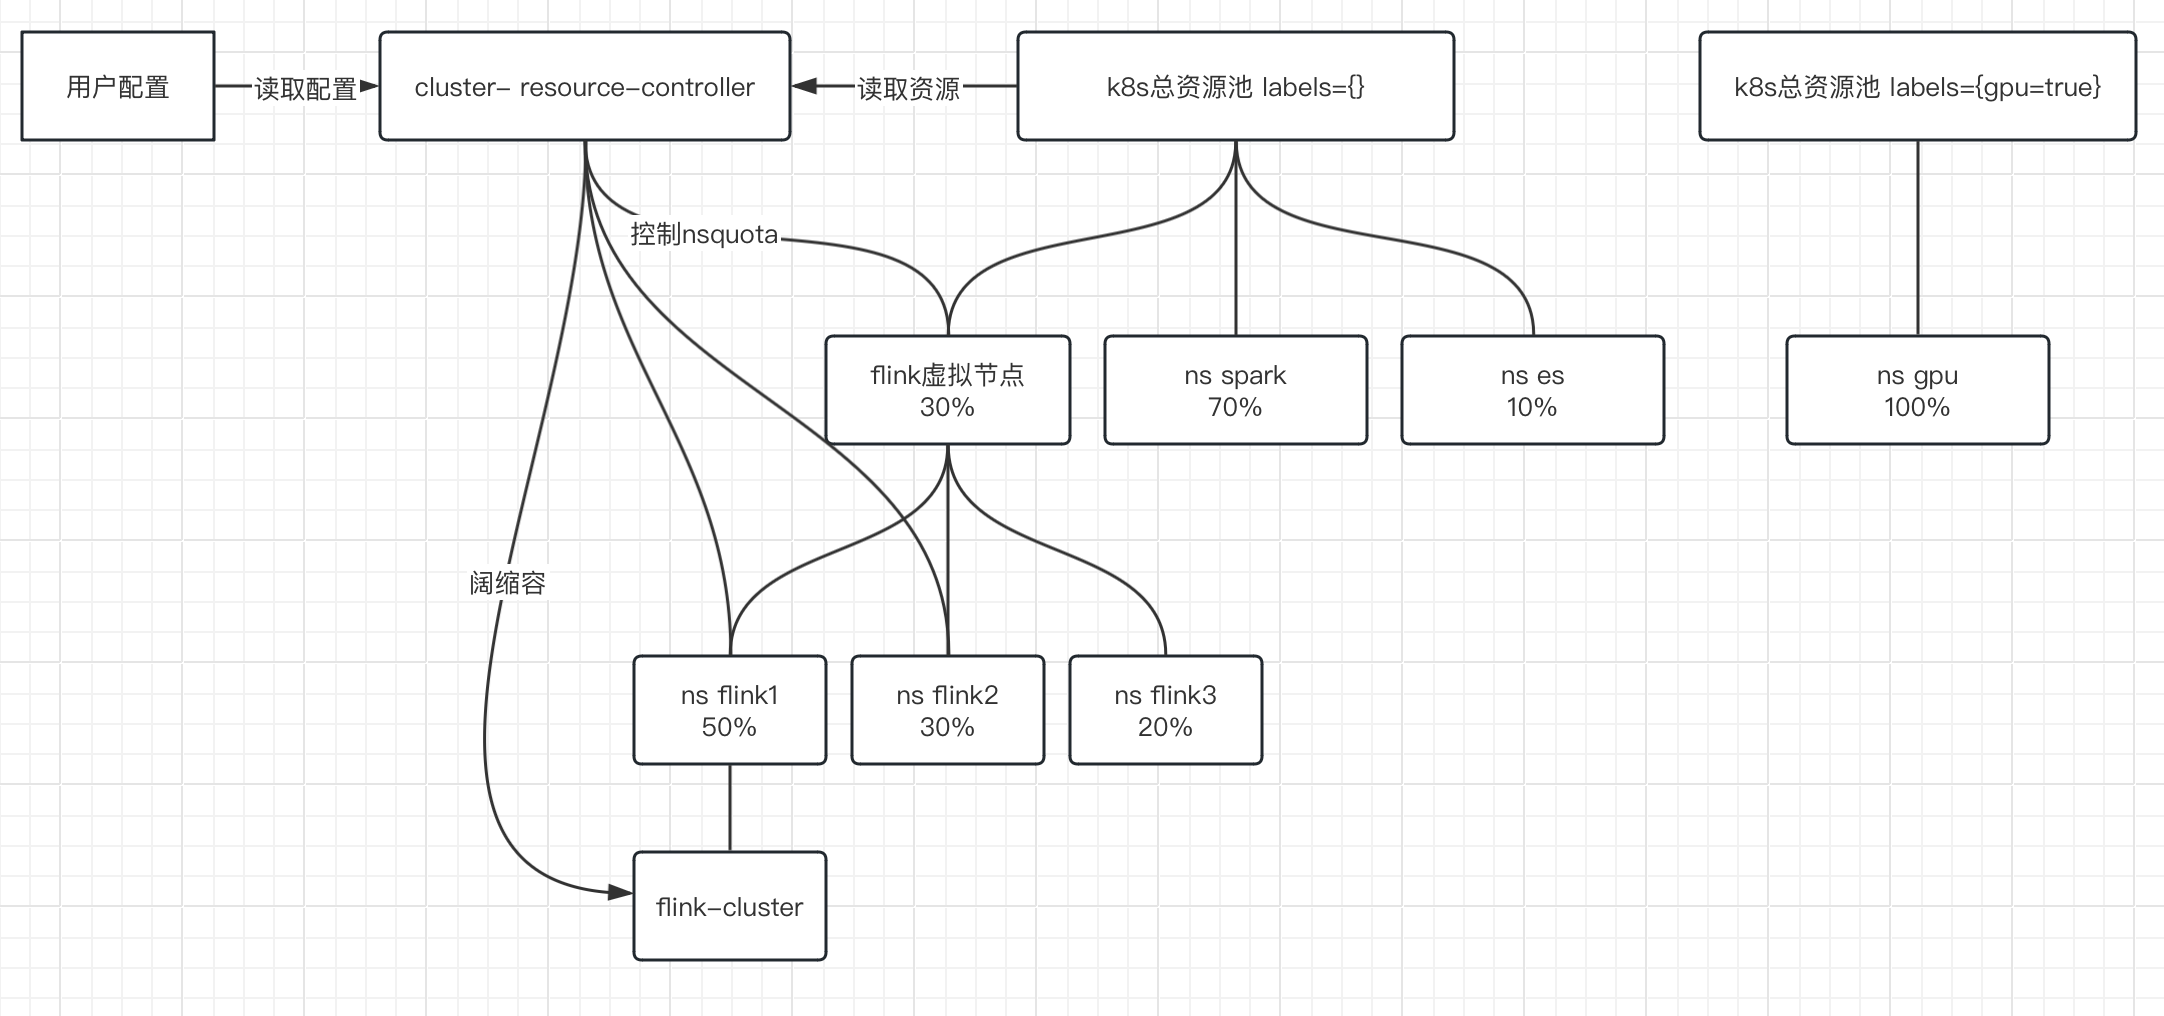 用户配置
读取配置
cluster- resource-controller
读取资源
k8s总资源池 labels={}
k8s总资源池 labels={gpu=true}
控制nsquota
flink虚拟节点
30%
ns spark
70%
ns es
10%
ns gpu
100%
阔缩容
ns flink1
50%
ns flink2
30%
ns flink3
20%
flink-cluster